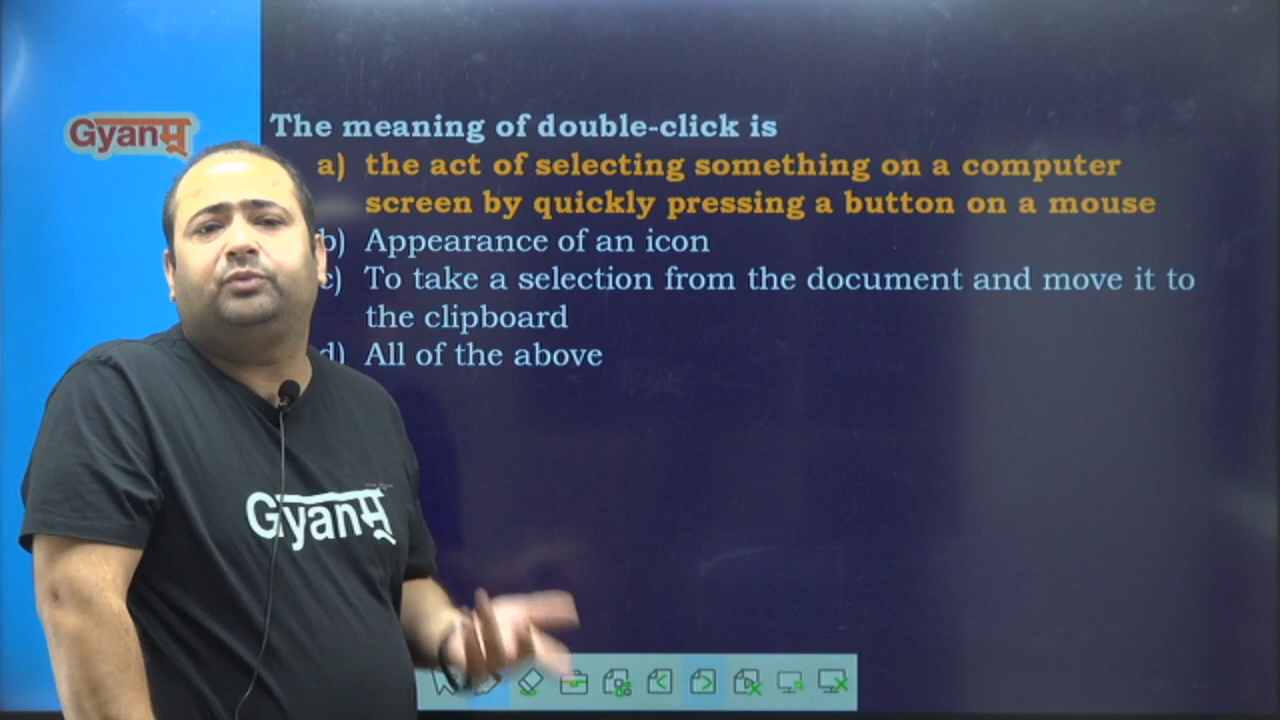 Gyanम्
The meaning of double-click is
a) the act of selecting something on a computer
screen by quickly pressing a button on a mouse
b) Appearance of an icon
c) To take a selection from the document and move it to
the clipboard
d) All of the above
Gyanम्